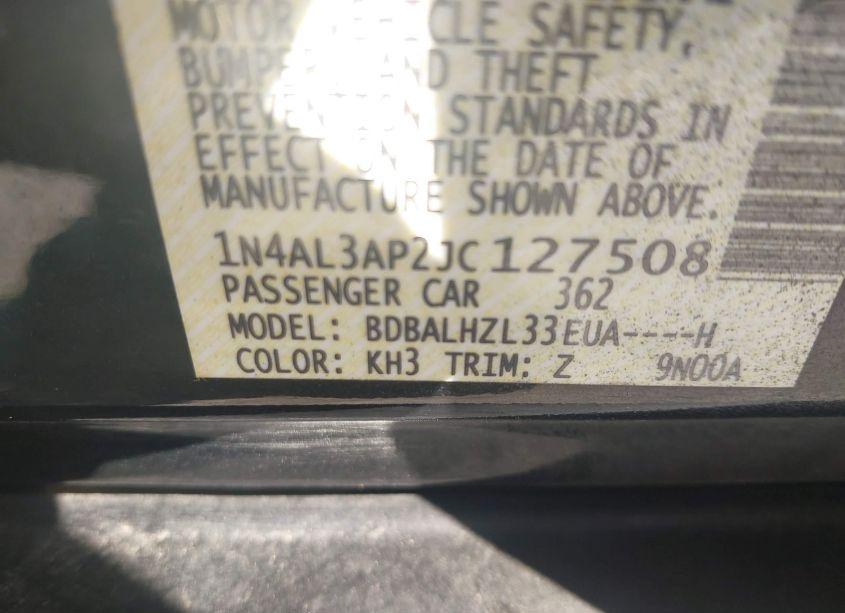 MOTOR VEHICLE SAFETY,
BUMPER AND THEFT
PREVENTION STANDARDS IN
EFFECT ON THE DATE OF
MANUFACTURE SHOWN ABOVE.
1N4AL3AP2JC127508
PASSENGER CAR 362
MODEL: BDBALHZL33EUA----H
COLOR: KH3 TRIM: Z 9N00A